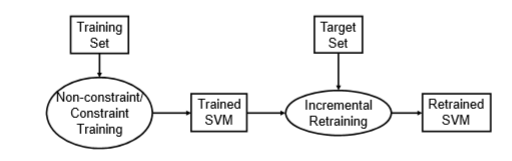 Training
Set
Target
Set
Non-constraint/
Constraint
Training
Trained
SVM
Incremental
Retraining
Retrained
SVM